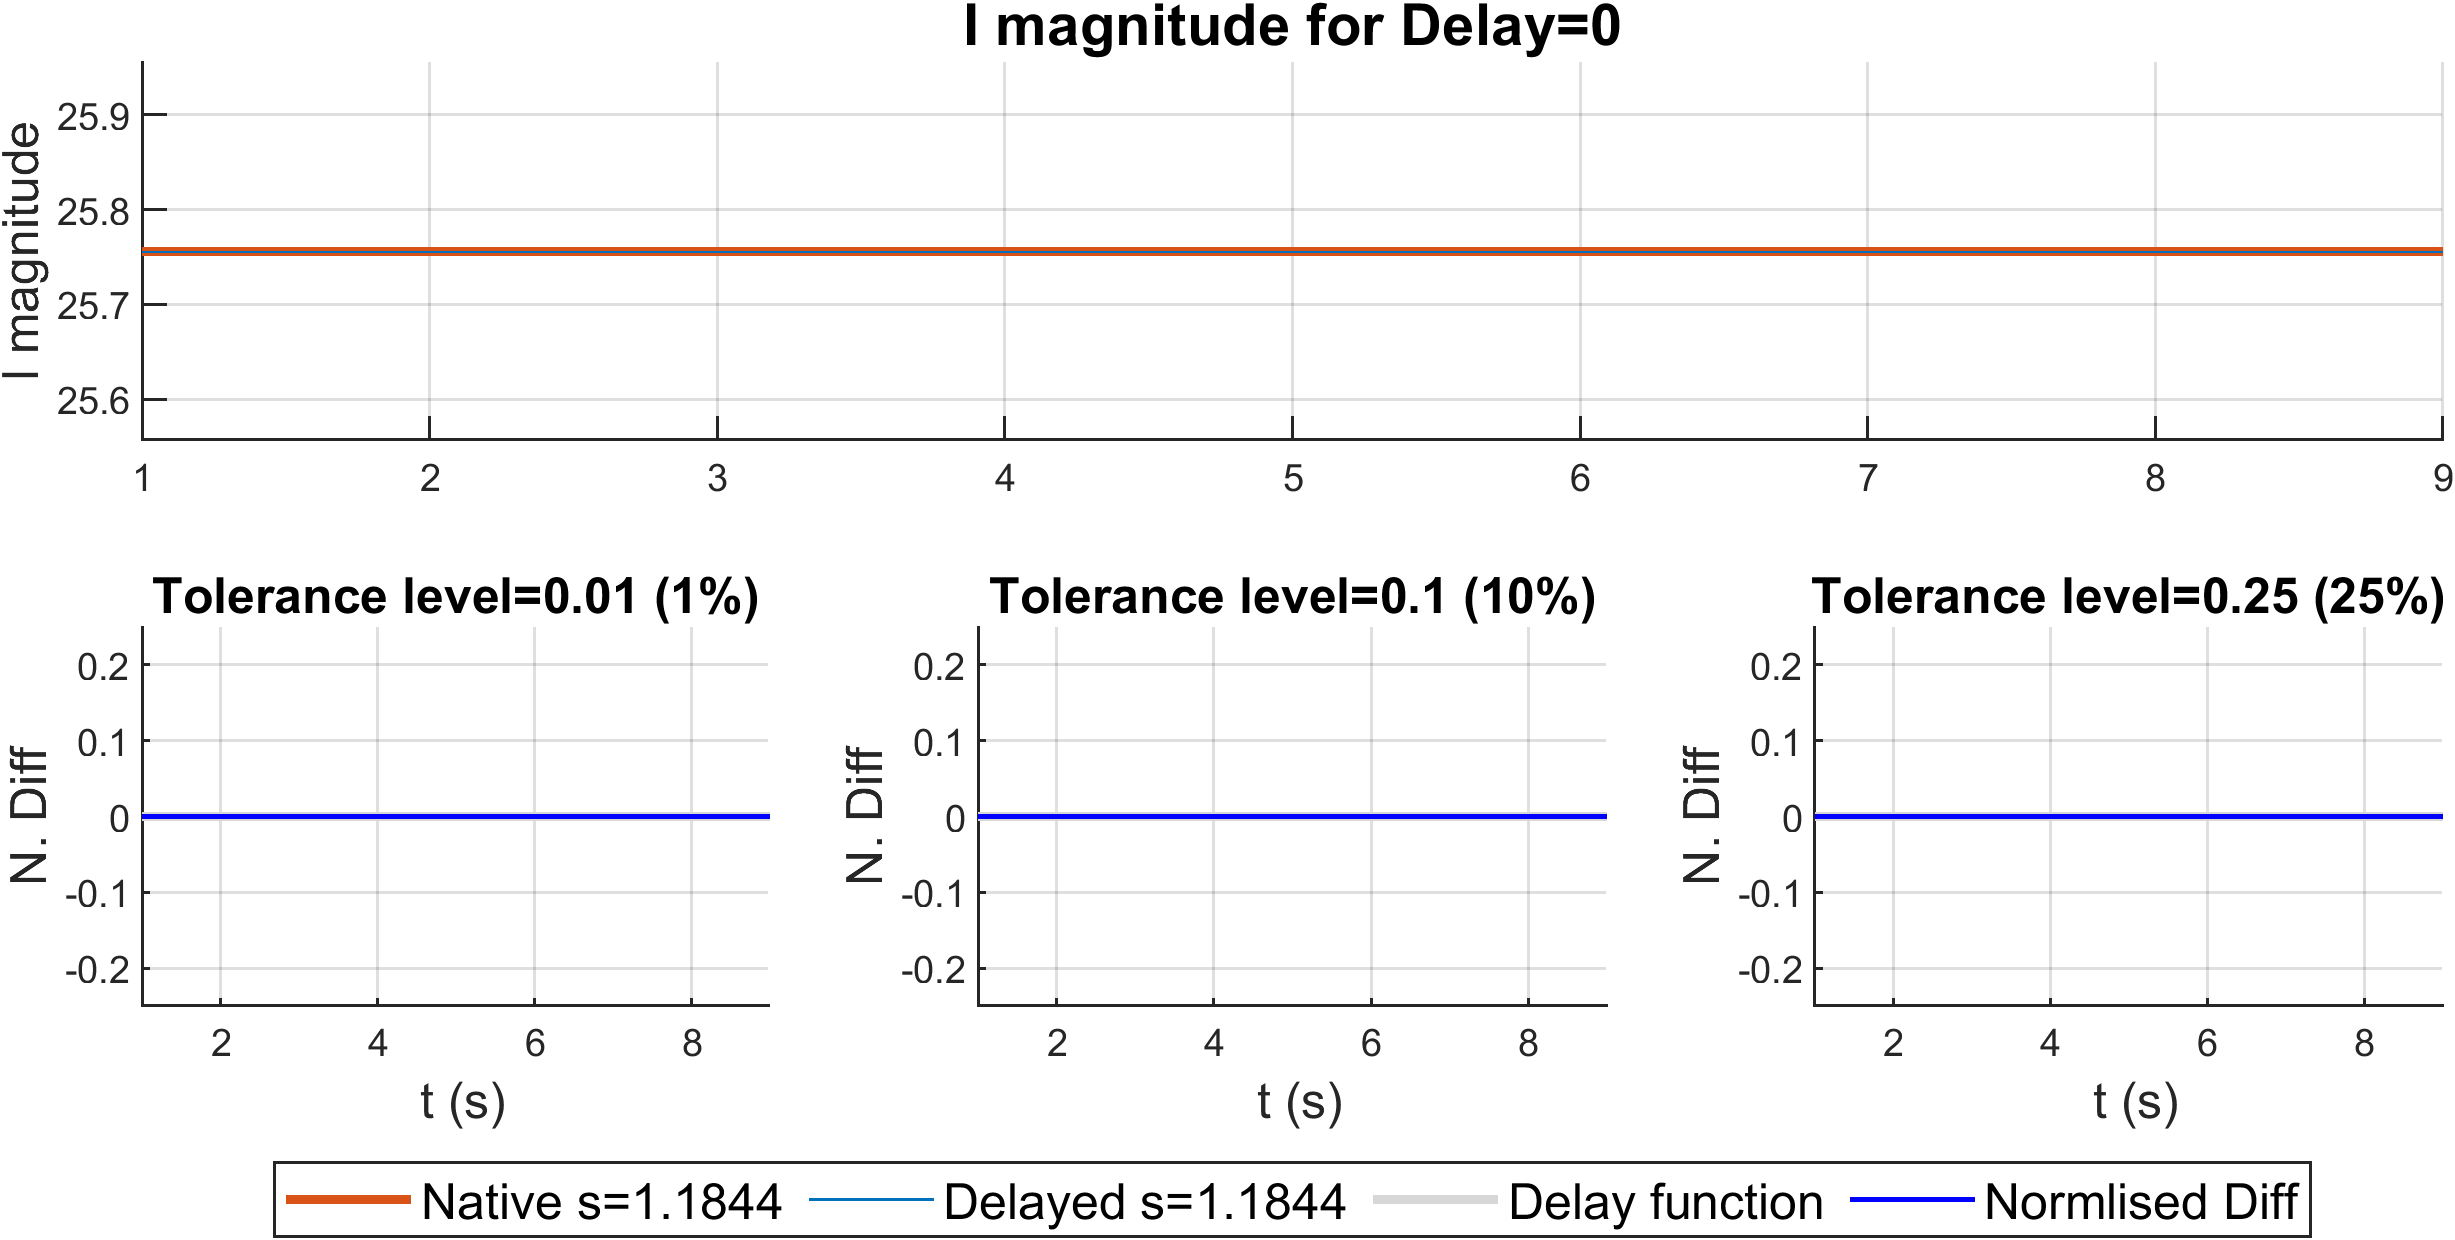 I magnitude for Delay=0
I magnitude
25.9
25.8
25.7
25.6
1 2 3 4 5 6 7 8 9
Tolerance level=0.01 (1%)
N. Diff
0.2
0.1
0
-0.1
-0.2
2 4 6 8
t (s)
Tolerance level=0.1 (10%)
N. Diff
0.2
0.1
0
-0.1
-0.2
2 4 6 8
t (s)
Tolerance level=0.25 (25%)
N. Diff
0.2
0.1
0
-0.1
-0.2
2 4 6 8
t (s)
Native s=1.1844 Delayed s=1.1844 Delay function Normlised Diff